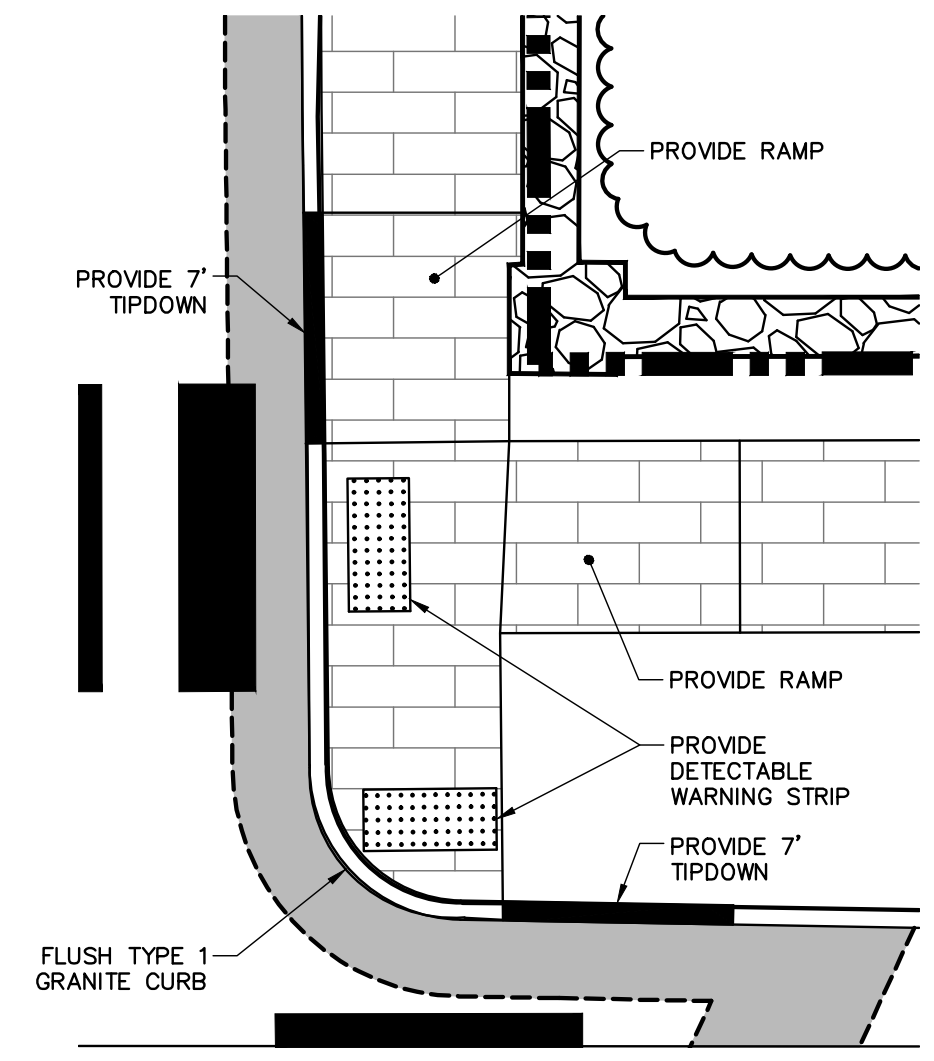 PROVIDE RAMP
PROVIDE 7'
TIPDOWN
PROVIDE RAMP
PROVIDE
DETECTABLE
WARNING STRIP
PROVIDE 7'
TIPDOWN
FLUSH TYPE 1
GRANITE CURB